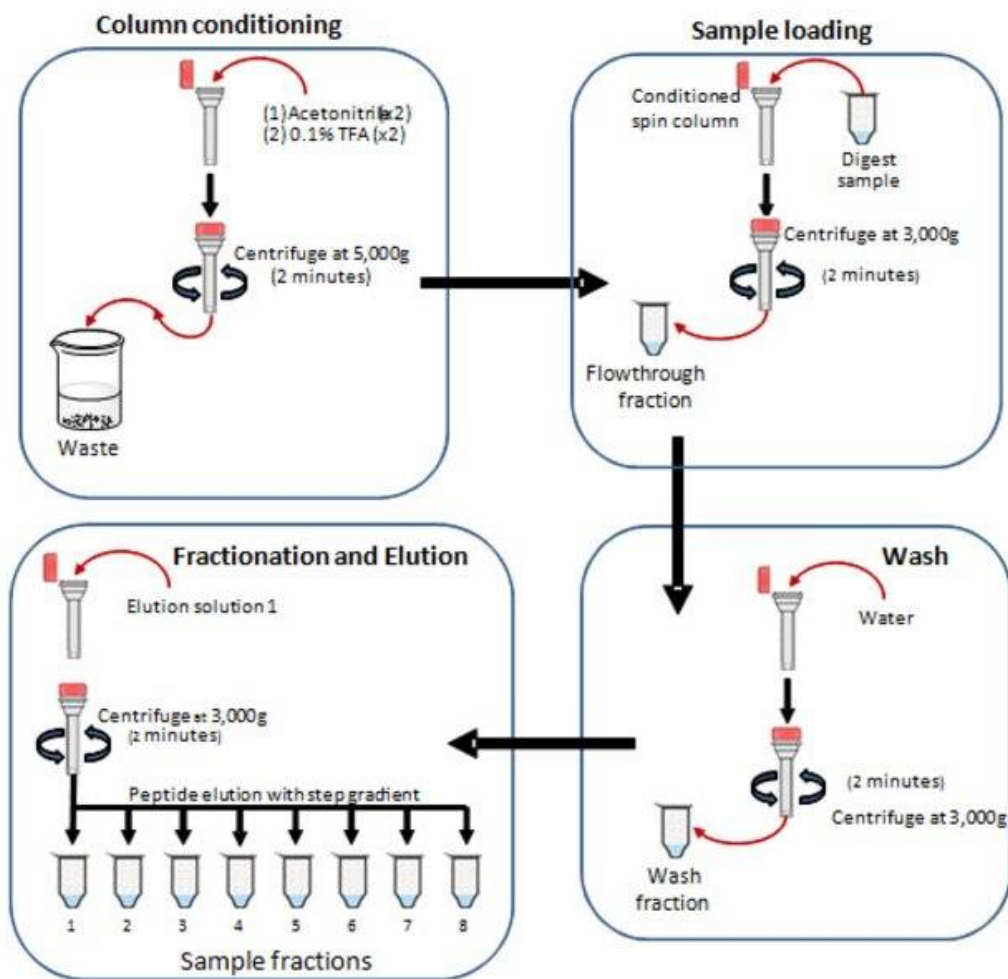 Column conditioning
(1) Acetonitrile (x2)
(2) 0.1% TFA (x2)
Centrifuge at 5,000g
(2 minutes)
Waste
Sample loading
Conditioned
spin column
Digest
sample
Centrifuge at 3,000g
(2 minutes)
Flowthrough
fraction
Wash
Water
(2 minutes)
Centrifuge at 3,000g
Wash
fraction
Fractionation and Elution
Elution solution 1
Centrifuge at 3,000g
(2 minutes)
Peptide elution with step gradient
1 2 3 4 5 6 7 8
Sample fractions